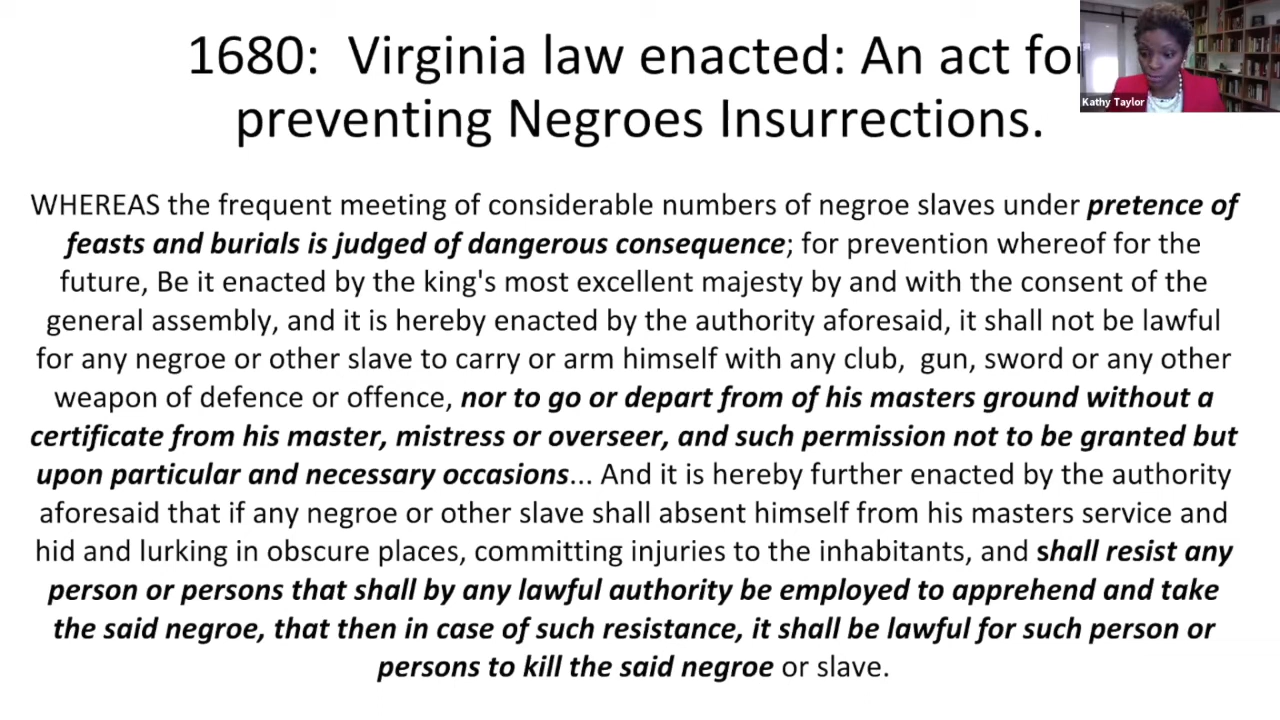 1680:  Virginia law enacted: An act for
preventing Negroes Insurrections.
Kathy Taylor
WHEREAS the frequent meeting of considerable numbers of negroe slaves under pretence of
feasts and burials is judged of dangerous consequence; for prevention whereof for the
future, Be it enacted by the king's most excellent majesty by and with the consent of the
general assembly, and it is hereby enacted by the authority aforesaid, it shall not be lawful
for any negroe or other slave to carry or arm himself with any club,  gun, sword or any other
weapon of defence or offence, nor to go or depart from of his masters ground without a
certificate from his master, mistress or overseer, and such permission not to be granted but
upon particular and necessary occasions... And it is hereby further enacted by the authority
aforesaid that if any negroe or other slave shall absent himself from his masters service and
hid and lurking in obscure places, committing injuries to the inhabitants, and shall resist any
person or persons that shall by any lawful authority be employed to apprehend and take
the said negroe, that then in case of such resistance, it shall be lawful for such person or
persons to kill the said negroe or slave.